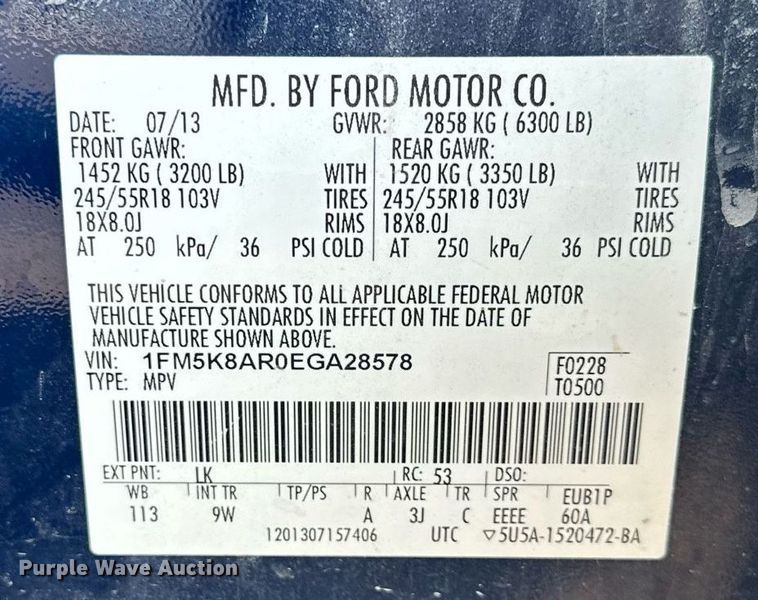 MFD. BY FORD MOTOR CO.
DATE: 07/13 GVWR: 2858 KG ( 6300 LB)
FRONT GAWR: REAR GAWR:
1452 KG ( 3200 LB) WITH 1520 KG ( 3350 LB) WITH
245/55R18 103V TIRES 245/55R18 103V TIRES
18X8.0J RIMS 18X8.0J RIMS
AT 250 kPa/ 36 PSI COLD AT 250 kPa/ 36 PSI COLD
THIS VEHICLE CONFORMS TO ALL APPLICABLE FEDERAL MOTOR
VEHICLE SAFETY STANDARDS IN EFFECT ON THE DATE OF
MANUFACTURE SHOWN ABOVE.
VIN: 1FM5K8AR0EGA28578 F0228
TYPE: MPV T0500
EXT PNT: LK RC: 53 DSO:
WB INT TR TP/PS R AXLE TR SPR EUB1P
113 9W A 3J C EEEE 60A
1201307157406 UTC ▽5U5A-1520472-BA
Purple Wave Auction